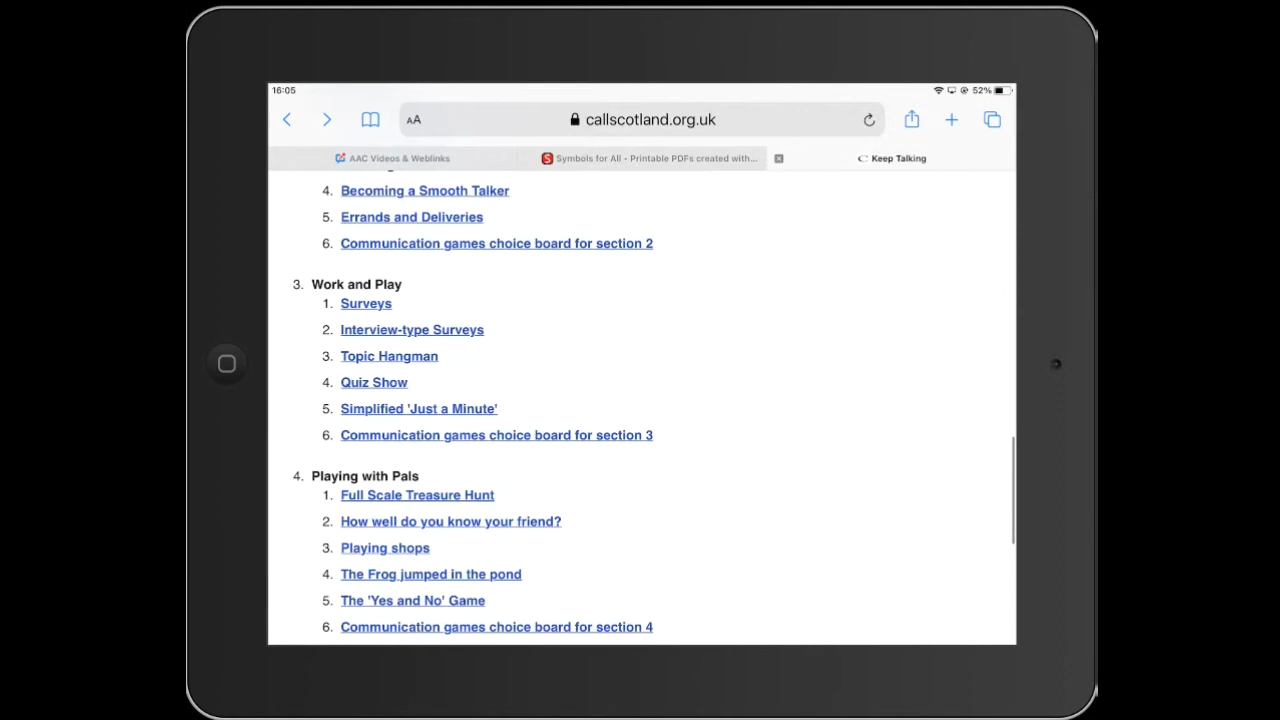 16:05
52%
AA
callscotland.org.uk
AAC Videos & Weblinks
Symbols for All - Printable PDFs created with...
Keep Talking
4. Becoming a Smooth Talker
5. Errands and Deliveries
6. Communication games choice board for section 2
3. Work and Play
1. Surveys
2. Interview-type Surveys
3. Topic Hangman
4. Quiz Show
5. Simplified 'Just a Minute'
6. Communication games choice board for section 3
4. Playing with Pals
1. Full Scale Treasure Hunt
2. How well do you know your friend?
3. Playing shops
4. The Frog jumped in the pond
5. The 'Yes and No' Game
6. Communication games choice board for section 4